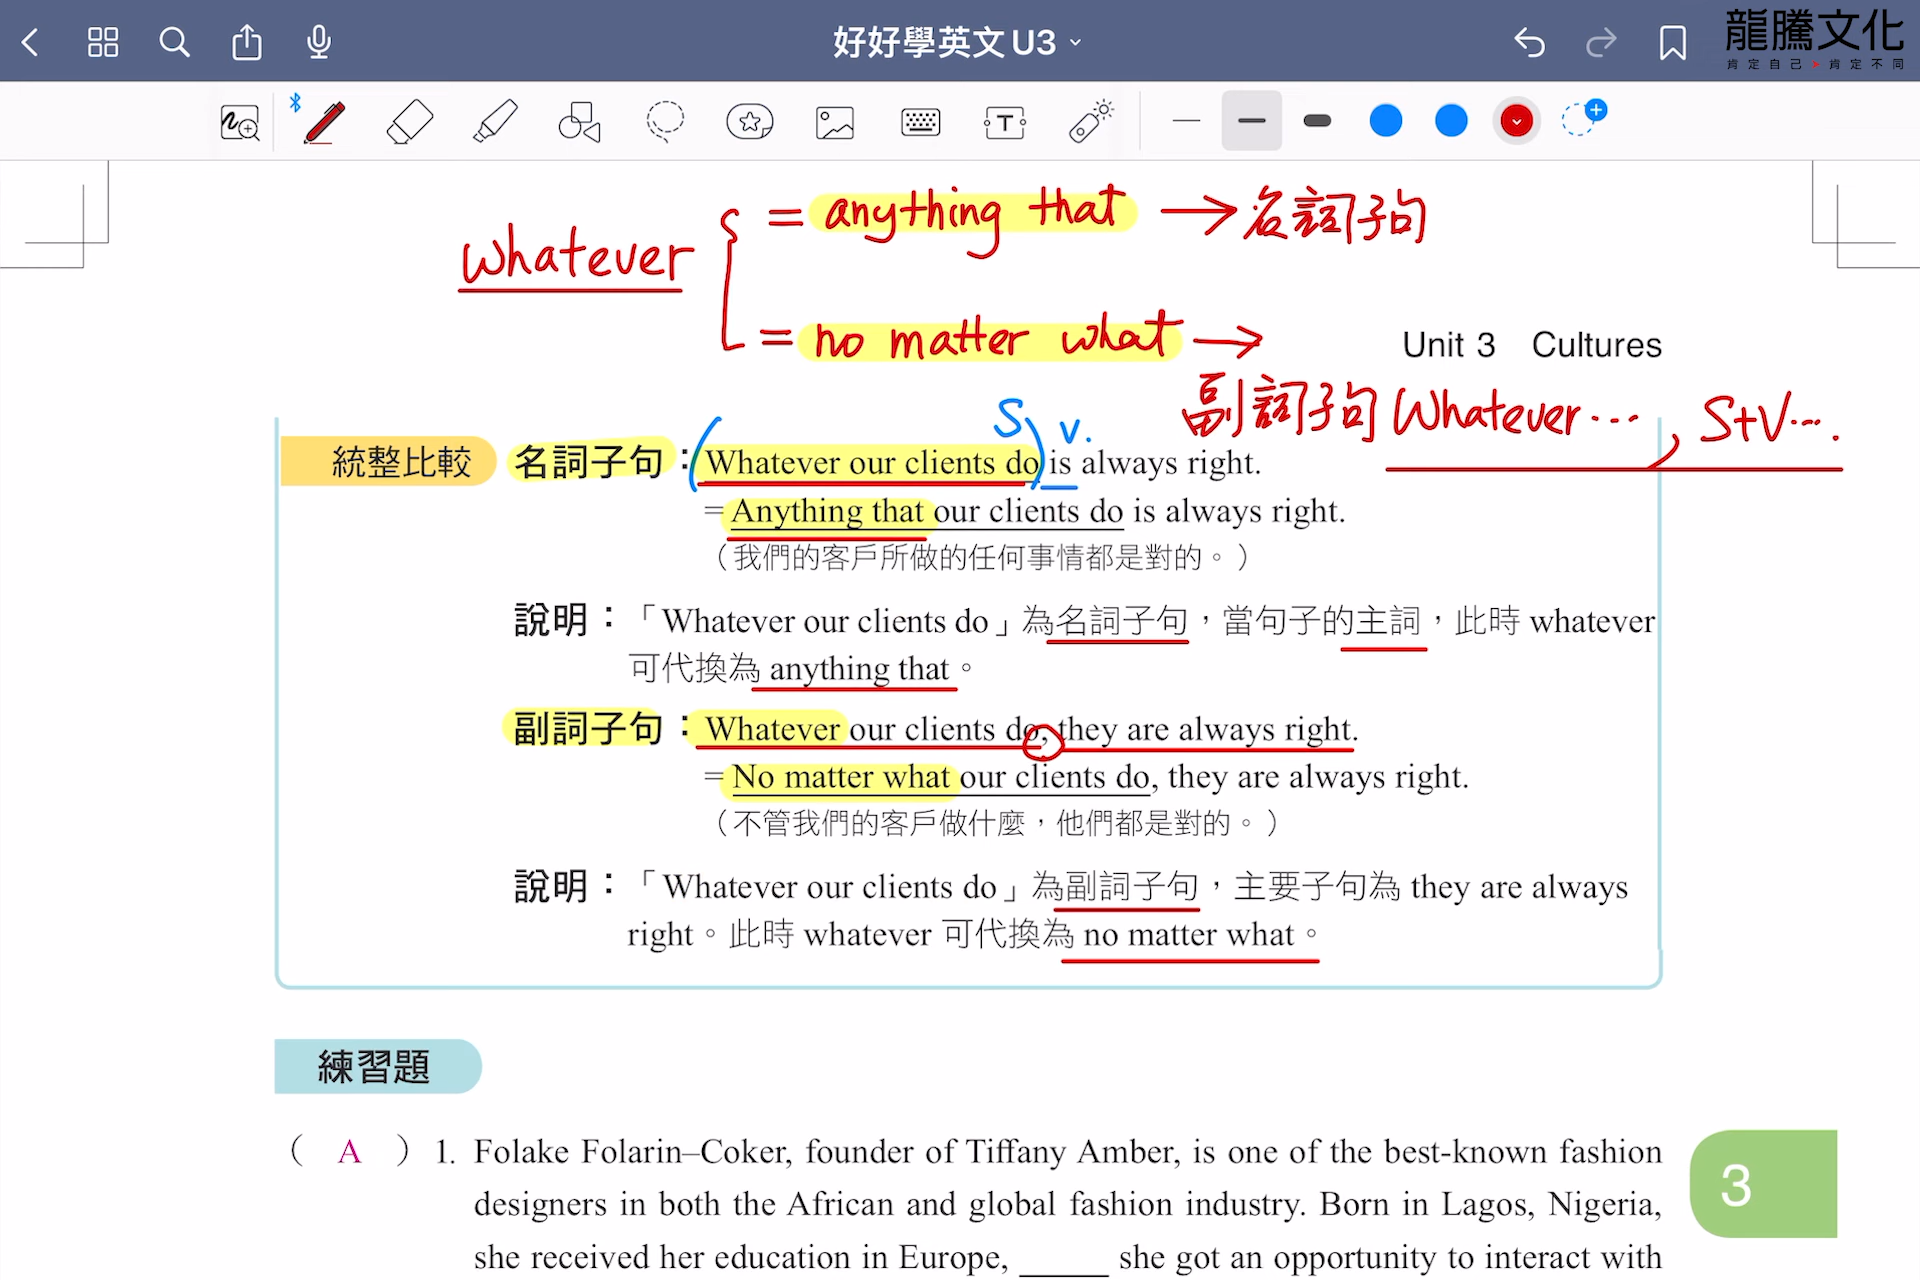 好好學英文U3
龍騰文化
肯定自己▸肯定不同
whatever
= anything that → 名詞子句
= no matter what →
副詞子句 Whatever…, S+V….
Unit 3 Cultures
S
v.
統整比較 名詞子句：Whatever our clients do is always right.
= Anything that our clients do is always right.
（我們的客戶所做的任何事情都是對的。）
說明：「Whatever our clients do」為名詞子句，當句子的主詞，此時 whatever
可代換為 anything that。
副詞子句：Whatever our clients do, they are always right.
= No matter what our clients do, they are always right.
（不管我們的客戶做什麼，他們都是對的。）
說明：「Whatever our clients do」為副詞子句，主要子句為 they are always
right。此時 whatever 可代換為 no matter what。
練習題
（ A ）1. Folake Folarin–Coker, founder of Tiffany Amber, is one of the best-known fashion
designers in both the African and global fashion industry. Born in Lagos, Nigeria,
she received her education in Europe, _____ she got an opportunity to interact with
3